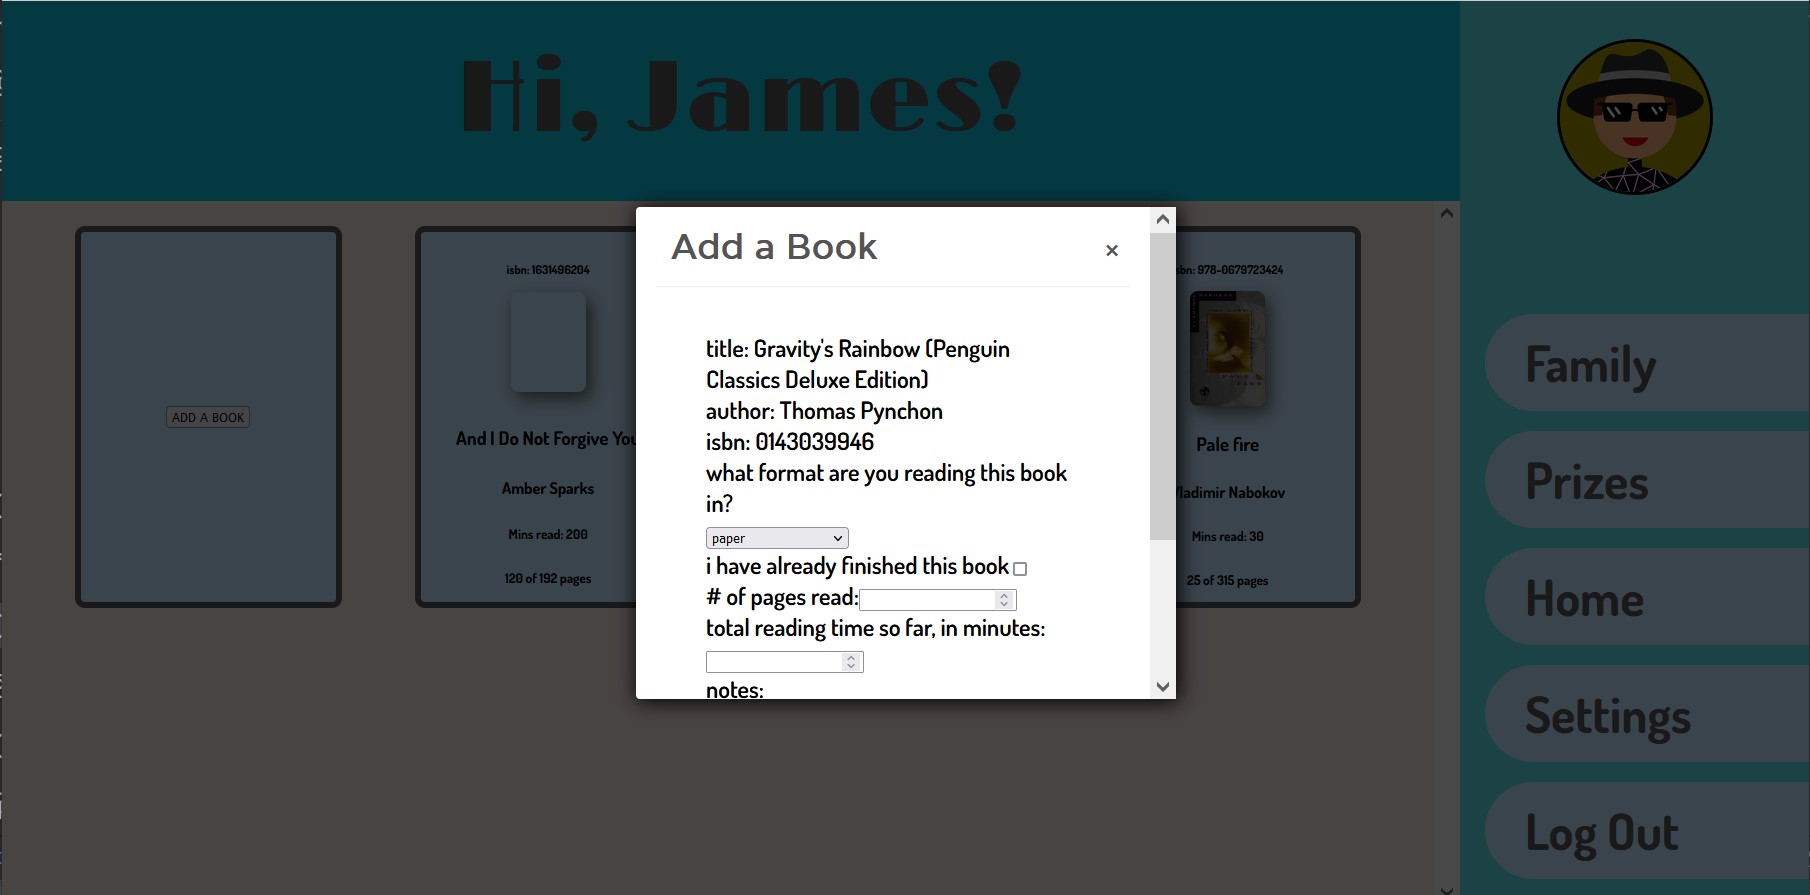 Hi, James!
ADD A BOOK
isbn: 1631496204
And I Do Not Forgive You
Amber Sparks
Mins read: 200
120 of 192 pages
Add a Book
×
title: Gravity's Rainbow (Penguin
Classics Deluxe Edition)
author: Thomas Pynchon
isbn: 0143039946
what format are you reading this book
in?
paper
i have already finished this book
# of pages read:
total reading time so far, in minutes:
notes:
isbn: 978-0679723424
Pale fire
Vladimir Nabokov
Mins read: 30
25 of 315 pages
Family
Prizes
Home
Settings
Log Out